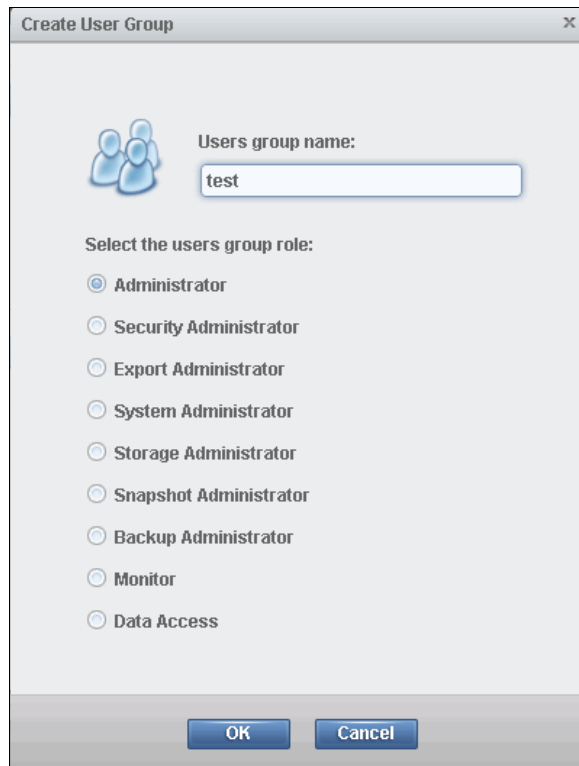 Create User Group
x
Users group name:
test
Select the users group role:
Administrator
Security Administrator
Export Administrator
System Administrator
Storage Administrator
Snapshot Administrator
Backup Administrator
Monitor
Data Access
OK
Cancel